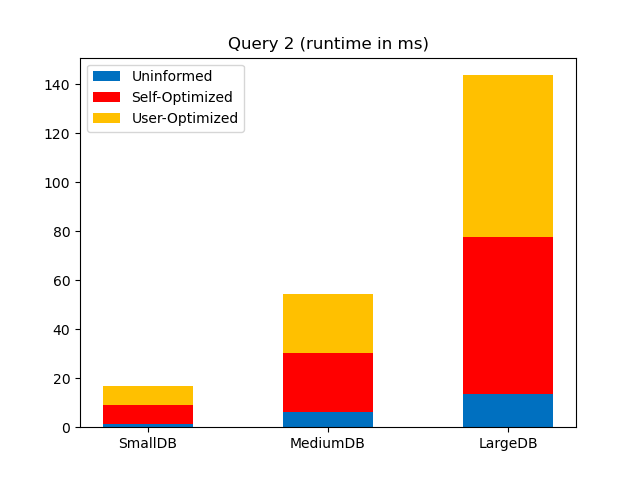 Query 2 (runtime in ms)
Uninformed
Self-Optimized
User-Optimized
140
120
100
80
60
40
20
0
SmallDB
MediumDB
LargeDB